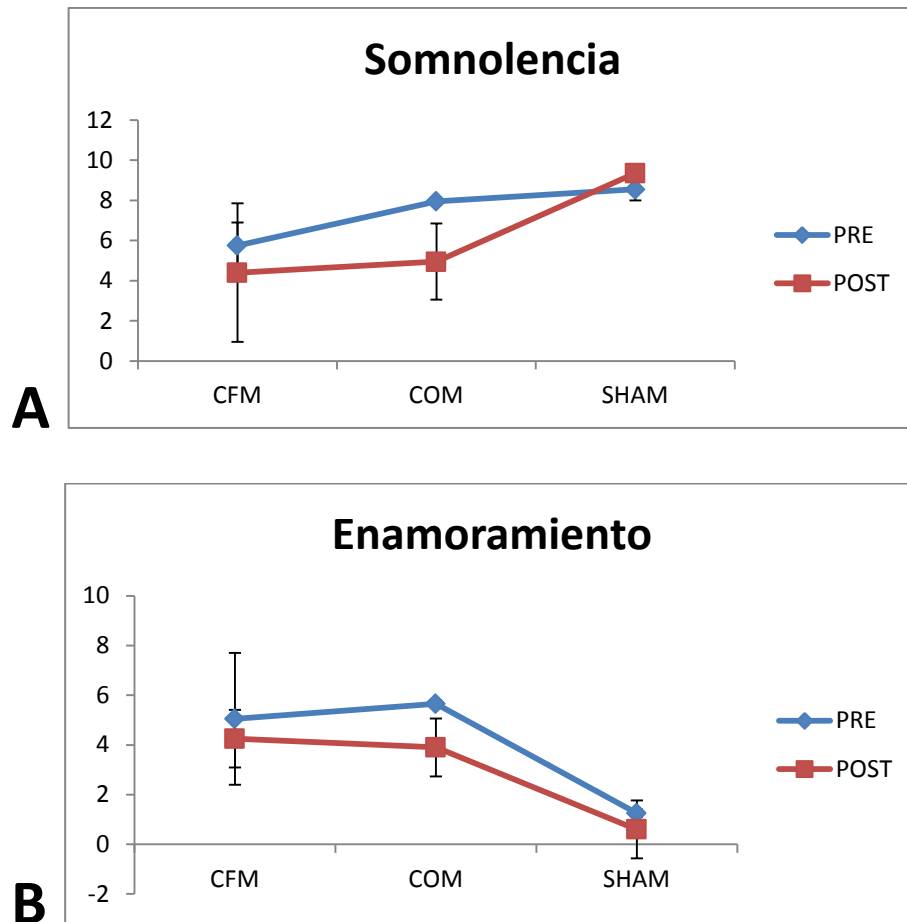 Somnolencia
12
10
8
6
4
2
0
CFM COM SHAM
PRE
POST
A
Enamoramiento
10
8
6
4
2
0
-2
CFM COM SHAM
PRE
POST
B